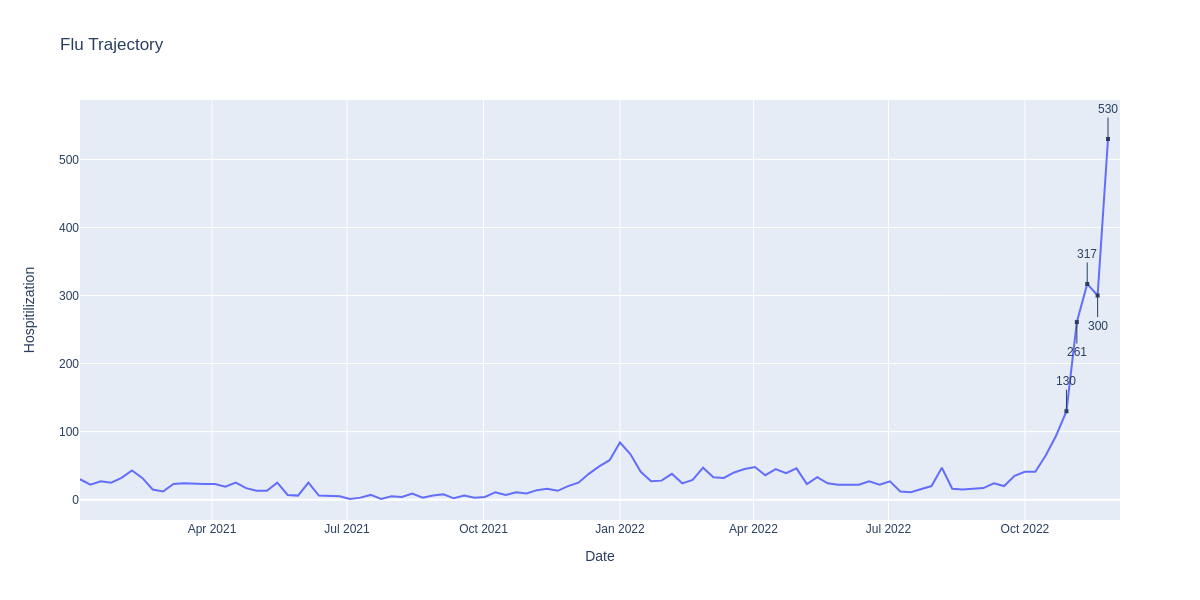 Flu Trajectory
530
500
400
317
300
300
261
200
130
100
0
Hospitilization
Apr 2021
Jul 2021
Oct 2021
Jan 2022
Apr 2022
Jul 2022
Oct 2022
Date